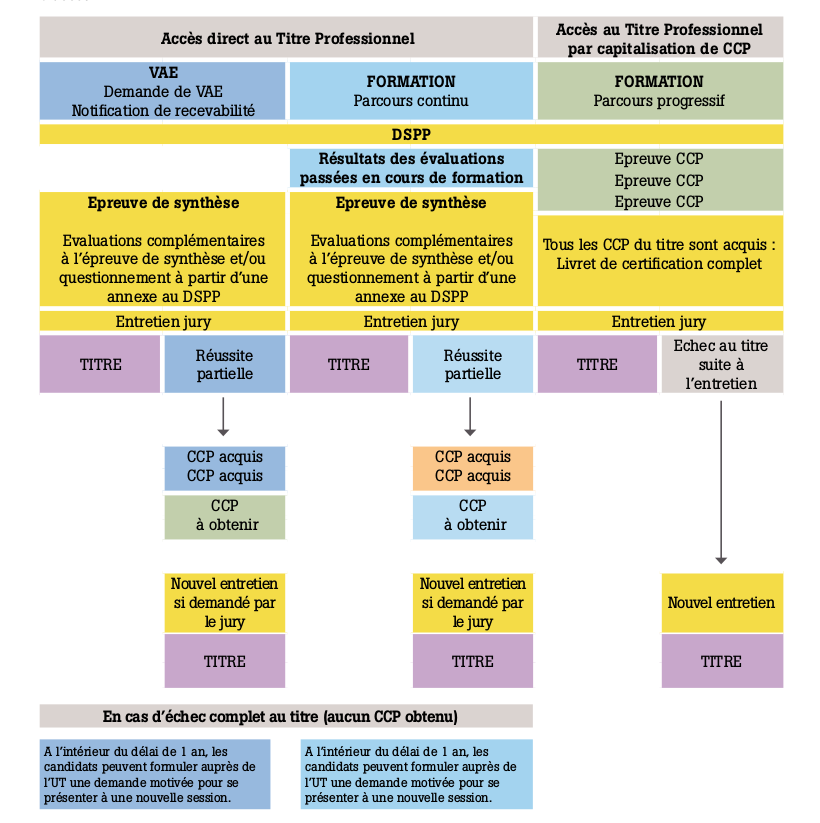 Accès direct au Titre Professionnel
Accès au Titre Professionnel
par capitalisation de CCP
VAE
Demande de VAE
Notification de recevabilité
FORMATION
Parcours continu
FORMATION
Parcours progressif
DSPP
Résultats des évaluations
passées en cours de formation
Epreuve CCP
Epreuve CCP
Epreuve CCP
Epreuve de synthèse
Evaluations complémentaires
à l'épreuve de synthèse et/ou
questionnement à partir d'une
annexe au DSPP
Epreuve de synthèse
Evaluations complémentaires
à l'épreuve de synthèse et/ou
questionnement à partir d'une
annexe au DSPP
Tous les CCP du titre sont acquis :
Livret de certification complet
Entretien jury
Entretien jury
Entretien jury
TITRE
Réussite
partielle
TITRE
Réussite
partielle
TITRE
Echec au titre
suite à
l'entretien
CCP acquis
CCP acquis
CCP
à obtenir
CCP acquis
CCP acquis
CCP
à obtenir
Nouvel entretien
si demandé par
le jury
TITRE
Nouvel entretien
si demandé par
le jury
TITRE
Nouvel entretien
TITRE
En cas d'échec complet au titre (aucun CCP obtenu)
A l'intérieur du délai de 1 an, les
candidats peuvent formuler auprès de
l'UT une demande motivée pour se
présenter à une nouvelle session.
A l'intérieur du délai de 1 an, les
candidats peuvent formuler auprès de
l'UT une demande motivée pour se
présenter à une nouvelle session.